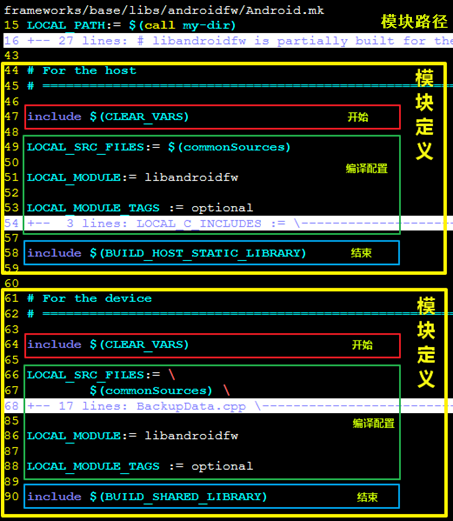 frameworks/base/libs/androidfw/Android.mk
15 LOCAL_PATH:= $(call my-dir) 模块路径
16 +-- 27 lines: # libandroidfw is partially built for the
43
44 # For the host 模块定义
45 # =====================================================
46
47 include $(CLEAR_VARS) 开始
48
49 LOCAL_SRC_FILES:= $(commonSources)
50 编译配置
51 LOCAL_MODULE:= libandroidfw
52
53 LOCAL_MODULE_TAGS := optional
54 +-- 3 lines: LOCAL_C_INCLUDES := \---------------------
57
58 include $(BUILD_HOST_STATIC_LIBRARY) 结束
59
60
61 # For the device 模块定义
62 # =====================================================
63
64 include $(CLEAR_VARS) 开始
65
66 LOCAL_SRC_FILES:= \
67 $(commonSources) \
68 +-- 17 lines: BackupData.cpp \--------------------------
85 编译配置
86 LOCAL_MODULE:= libandroidfw
87
88 LOCAL_MODULE_TAGS := optional
89
90 include $(BUILD_SHARED_LIBRARY) 结束